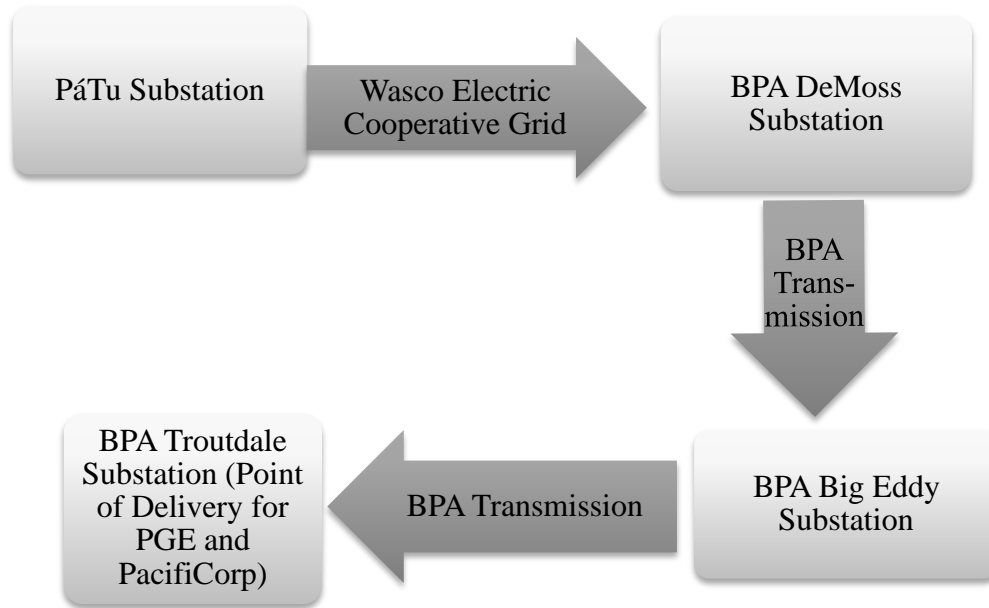 PáTu Substation
Wasco Electric
Cooperative Grid
BPA DeMoss
Substation
BPA
Trans-
mission
BPA Big Eddy
Substation
BPA Transmission
BPA Troutdale
Substation (Point
of Delivery for
PGE and
PacifiCorp)